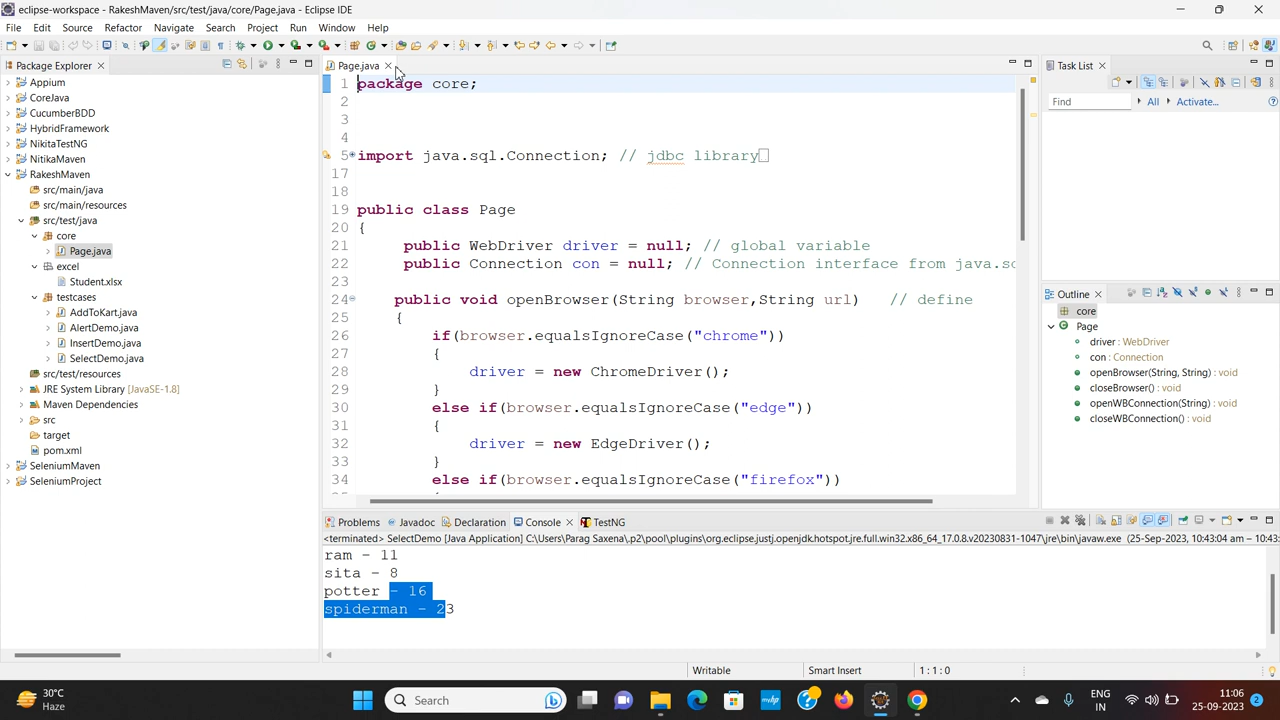 eclipse-workspace - RakeshMaven/src/test/java/core/Page.java - Eclipse IDE
File Edit Source Refactor Navigate Search Project Run Window Help
Package Explorer
Appium
CoreJava
CucumberBDD
HybridFramework
NikitaTestNG
NitikaMaven
RakeshMaven
src/main/java
src/main/resources
src/test/java
core
Page.java
excel
Student.xlsx
testcases
AddToKart.java
AlertDemo.java
InsertDemo.java
SelectDemo.java
src/test/resources
JRE System Library [JavaSE-1.8]
Maven Dependencies
src
target
pom.xml
SeleniumMaven
SeleniumProject
Page.java
1 package core;
2
3
4
5 import java.sql.Connection; // jdbc library
17
18
19 public class Page
20 {
21 public WebDriver driver = null; // global variable
22 public Connection con = null; // Connection interface from java.sq
23
24 public void openBrowser(String browser,String url) // define
25 {
26 if(browser.equalsIgnoreCase("chrome"))
27 {
28 driver = new ChromeDriver();
29 }
30 else if(browser.equalsIgnoreCase("edge"))
31 {
32 driver = new EdgeDriver();
33 }
34 else if(browser.equalsIgnoreCase("firefox"))
Task List
Find All Activate...
Outline
core
Page
driver : WebDriver
con : Connection
openBrowser(String, String) : void
closeBrowser() : void
openWBConnection(String) : void
closeWBConnection() : void
Problems Javadoc Declaration Console TestNG
<terminated> SelectDemo [Java Application] C:\Users\Parag Saxena\.p2\pool\plugins\org.eclipse.justj.openjdk.hotspot.jre.full.win32.x86_64_17.0.8.v20230831-1047\jre\bin\javaw.exe (25-Sep-2023, 10:43:04 am – 10:43
ram - 11
sita - 8
potter - 16
spiderman - 23
Writable Smart Insert 1 : 1 : 0
30°C
Haze
Search
ENG
IN
11:06
25-09-2023
2